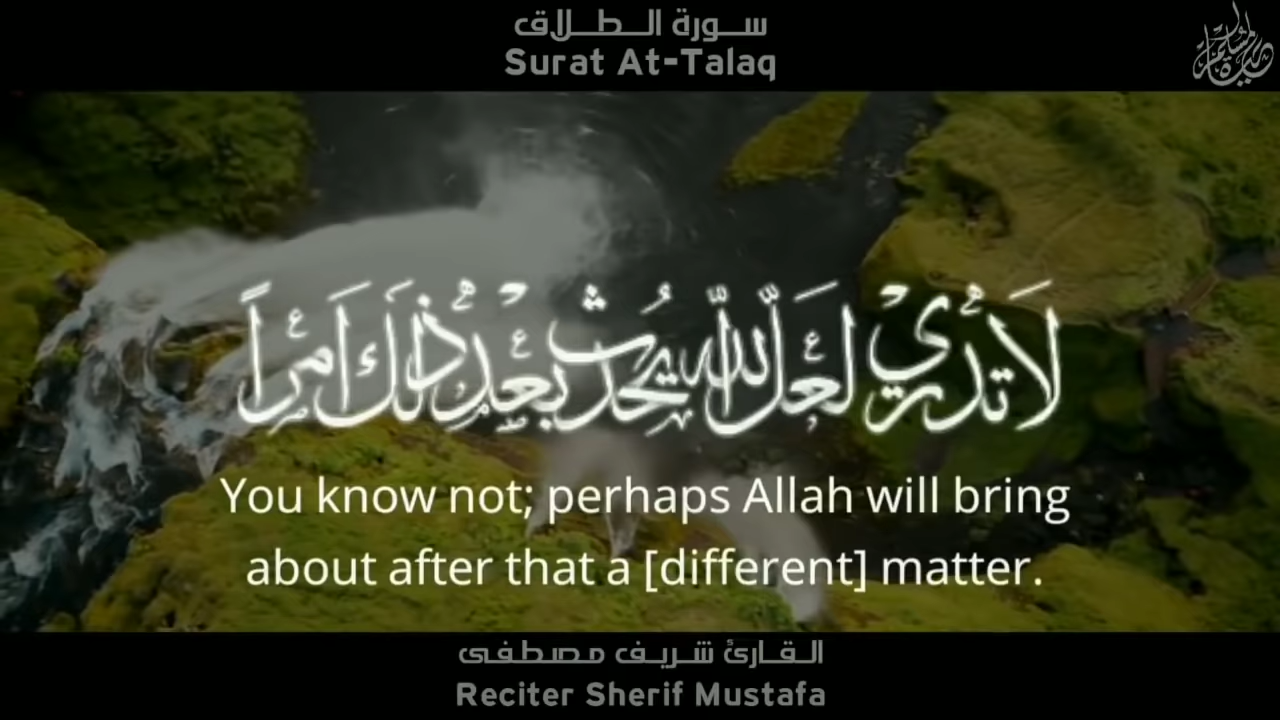 سورة الطلاق
Surat At-Talaq
لَا تَدْرِي لَعَلَّ اللَّهَ يُحْدِثُ بَعْدَ ذَٰلِكَ أَمْرًا
You know not; perhaps Allah will bring
about after that a [different] matter.
القارئ شريف مصطفى
Reciter Sherif Mustafa